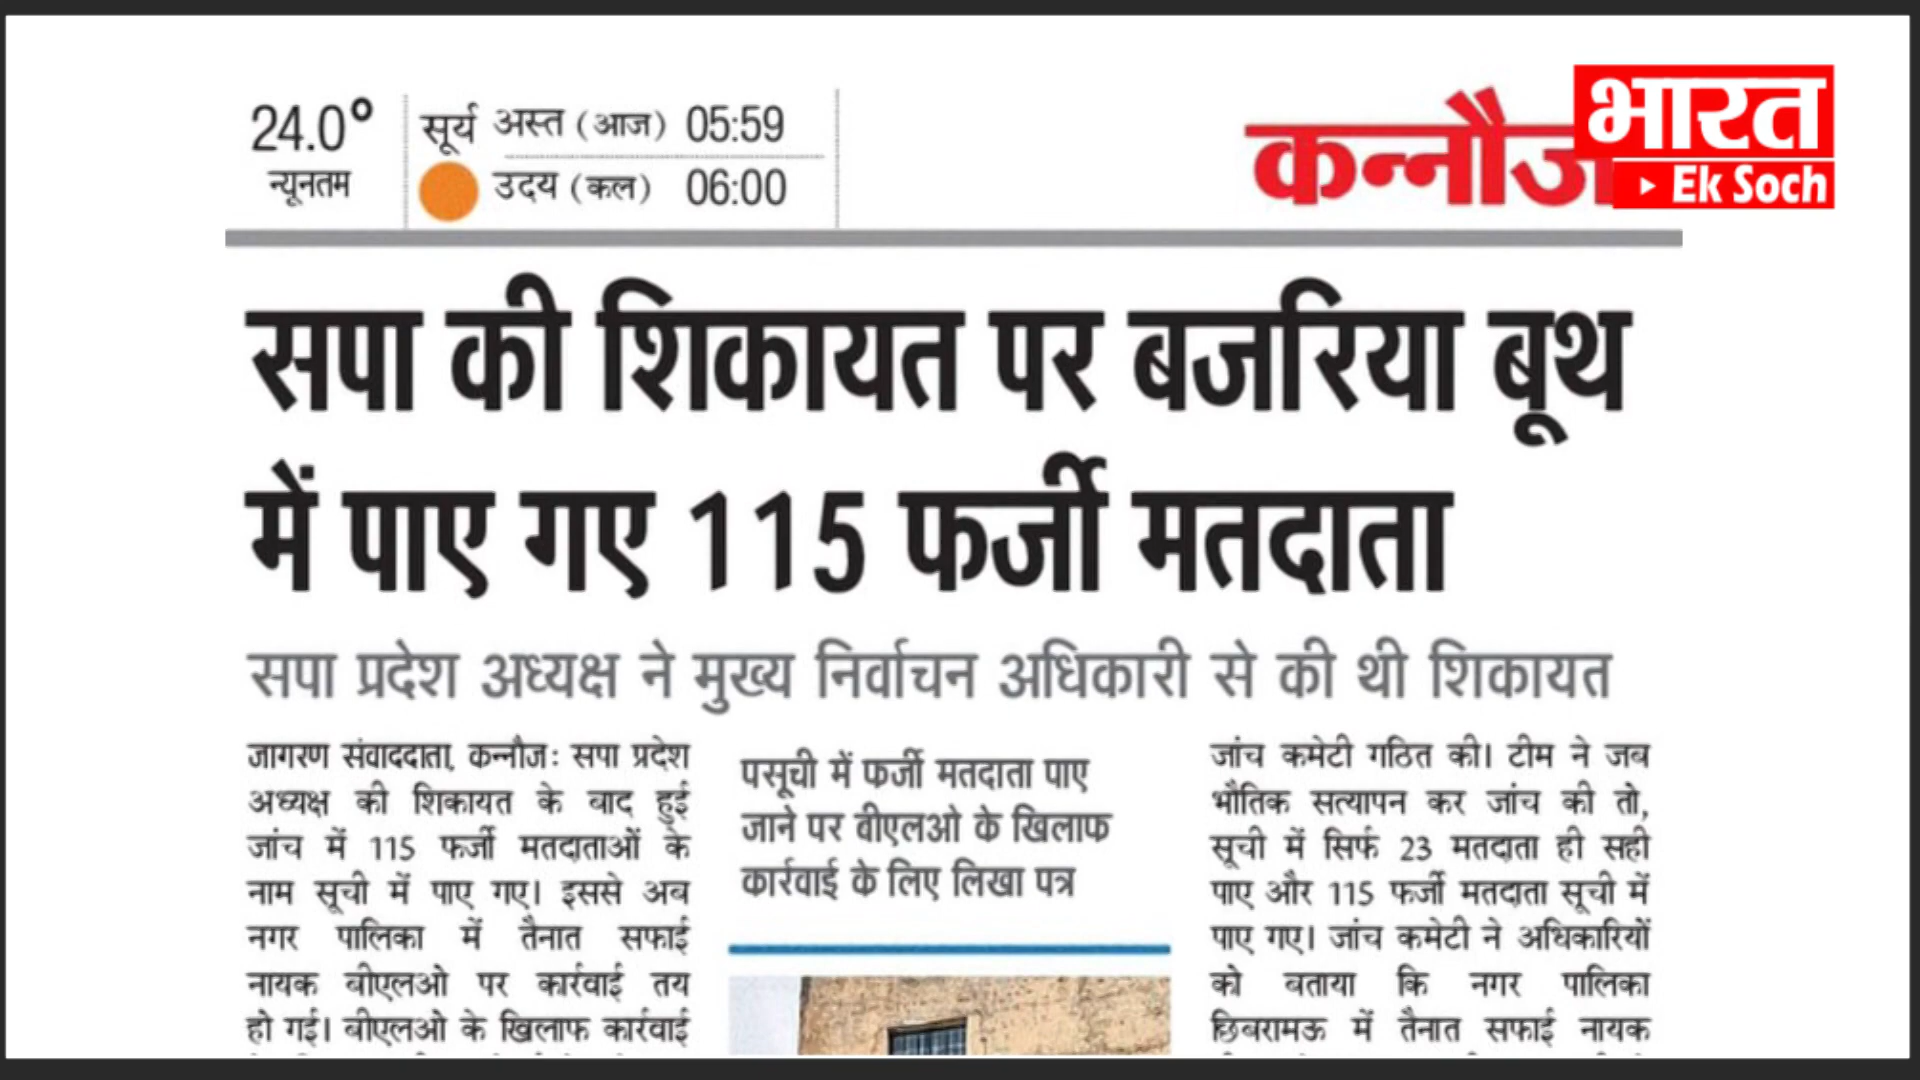 24.0°
न्यूनतम
सूर्य अस्त (आज) 05:59
उदय (कल) 06:00
कन्नौज
भारत
Ek Soch
सपा की शिकायत पर बजरिया बूथ
में पाए गए 115 फर्जी मतदाता
सपा प्रदेश अध्यक्ष ने मुख्य निर्वाचन अधिकारी से की थी शिकायत
जागरण संवाददाता, कन्नौजः सपा प्रदेश
अध्यक्ष की शिकायत के बाद हुई
जांच में 115 फर्जी मतदाताओं के
नाम सूची में पाए गए। इससे अब
नगर पालिका में तैनात सफाई
नायक बीएलओ पर कार्रवाई तय
हो गई। बीएलओ के खिलाफ कार्रवाई
पसूची में फर्जी मतदाता पाए
जाने पर बीएलओ के खिलाफ
कार्रवाई के लिए लिखा पत्र
जांच कमेटी गठित की। टीम ने जब
भौतिक सत्यापन कर जांच की तो,
सूची में सिर्फ 23 मतदाता ही सही
पाए और 115 फर्जी मतदाता सूची में
पाए गए। जांच कमेटी ने अधिकारियों
को बताया कि नगर पालिका
छिबरामऊ में तैनात सफाई नायक